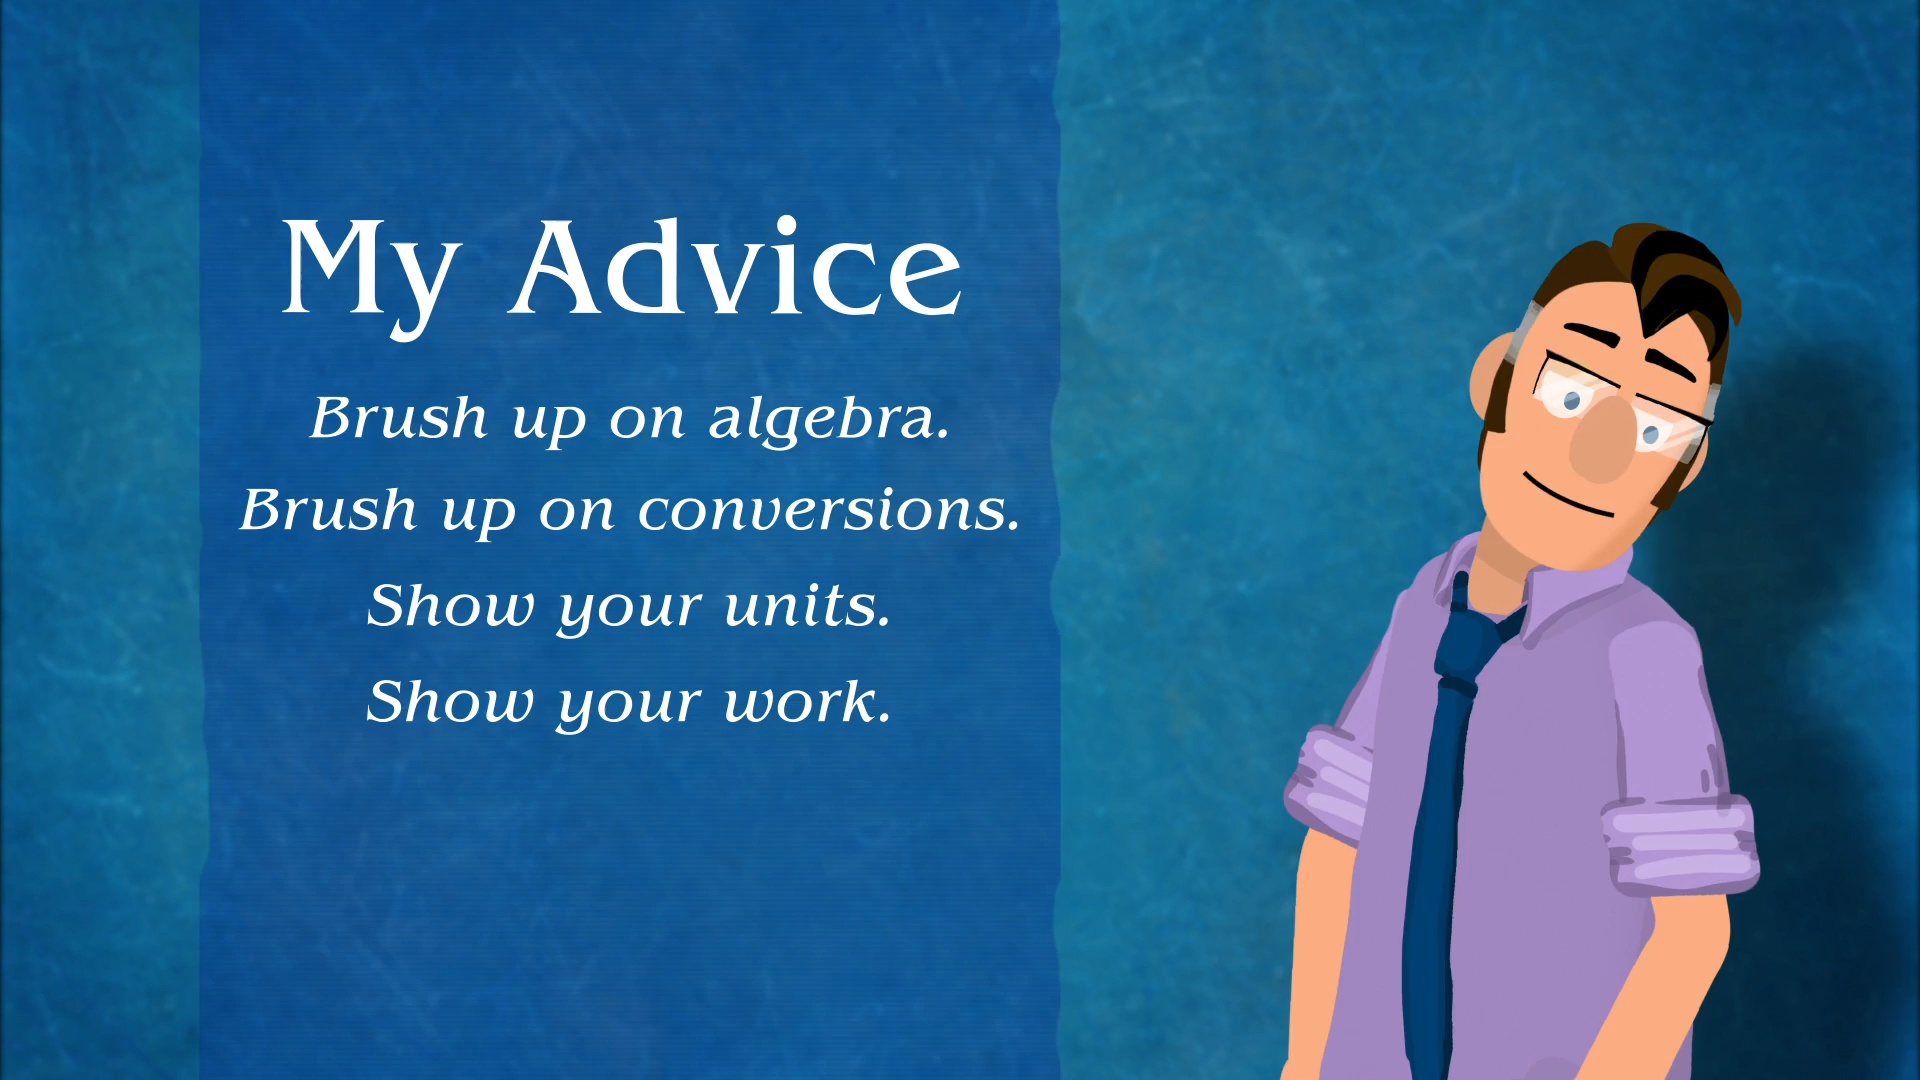 My Advice
Brush up on algebra.
Brush up on conversions.
Show your units.
Show your work.